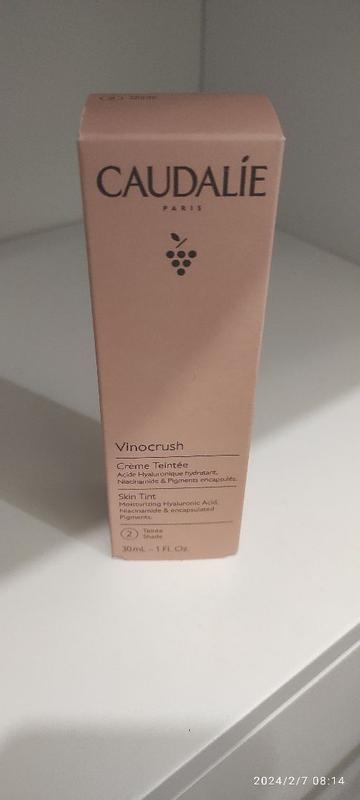 CAUDALÍE
PARIS
Vinocrush
Crème Teintée
Acide Hyaluronique hydratant,
Niacinamide & Pigments encapsulés.
Skin Tint
Moisturizing Hyaluronic Acid,
Niacinamide & encapsulated
Pigments.
2 Teinte
Shade
30mL - 1 Fl. Oz.
2024/2/7 08:14